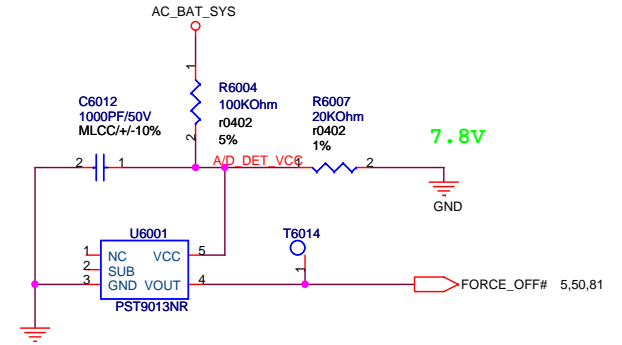 AC_BAT_SYS
1
R6004
100KOhm
r0402
5%
2
C6012
1000PF/50V
MLCC/+/-10%
R6007
20KOhm
r0402
1%
7.8V
2 1
A/D_DET_VCC
1 2
GND
U6001
1 NC VCC 5
2 SUB
3 GND VOUT 4
PST9013NR
T6014
1
FORCE_OFF# 5,50,81